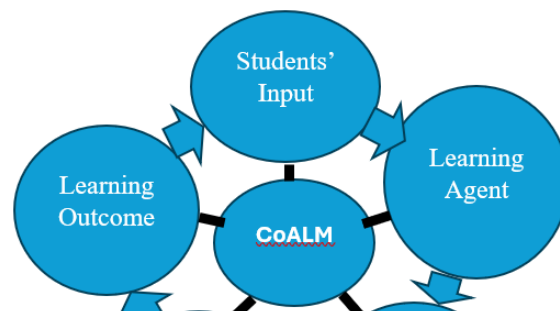 Students’
Input
Learning
Agent
Learning
Outcome
CoALM